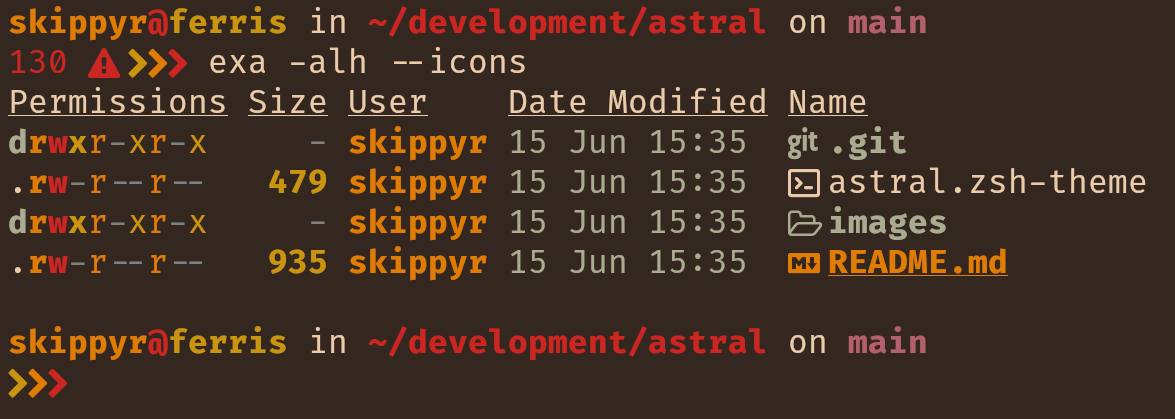 skippyr@ferris in ~/development/astral on main
130 ⚠ ❯❯❯ exa -alh --icons
Permissions Size User Date Modified Name
drwxr-xr-x - skippyr 15 Jun 15:35 git .git
.rw-r--r-- 479 skippyr 15 Jun 15:35 astral.zsh-theme
drwxr-xr-x - skippyr 15 Jun 15:35 images
.rw-r--r-- 935 skippyr 15 Jun 15:35 README.md
skippyr@ferris in ~/development/astral on main
❯❯❯